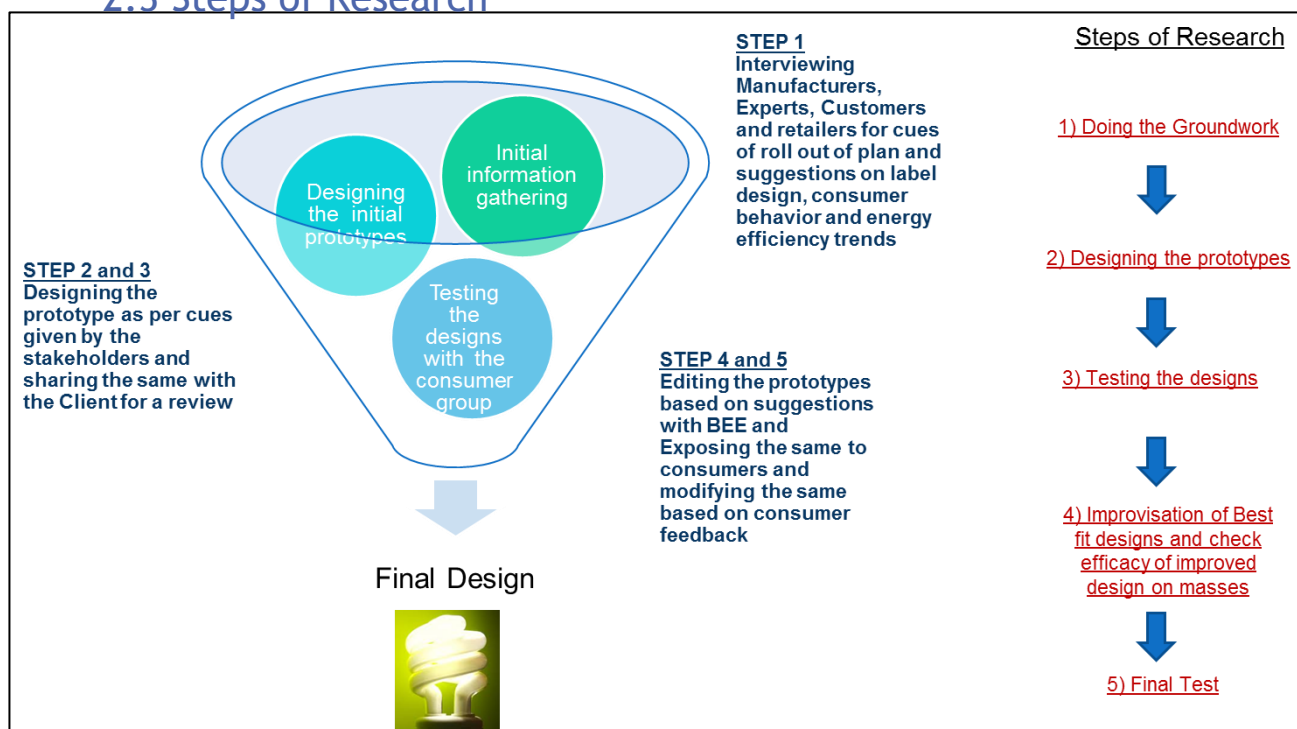 2.3 Steps of Research
STEP 1
Interviewing
Manufacturers,
Experts, Customers
and retailers for cues
of roll out of plan and
suggestions on label
design, consumer
behavior and energy
efficiency trends
Initial
information
gathering
Designing
the initial
prototypes
Testing
the
designs
with the
consumer
group
STEP 2 and 3
Designing the
prototype as per cues
given by the
stakeholders and
sharing the same with
the Client for a review
STEP 4 and 5
Editing the prototypes
based on suggestions
with BEE and
Exposing the same to
consumers and
modifying the same
based on consumer
feedback
Final Design
Steps of Research
1) Doing the Groundwork
2) Designing the prototypes
3) Testing the designs
4) Improvisation of Best
fit designs and check
efficacy of improved
design on masses
5) Final Test